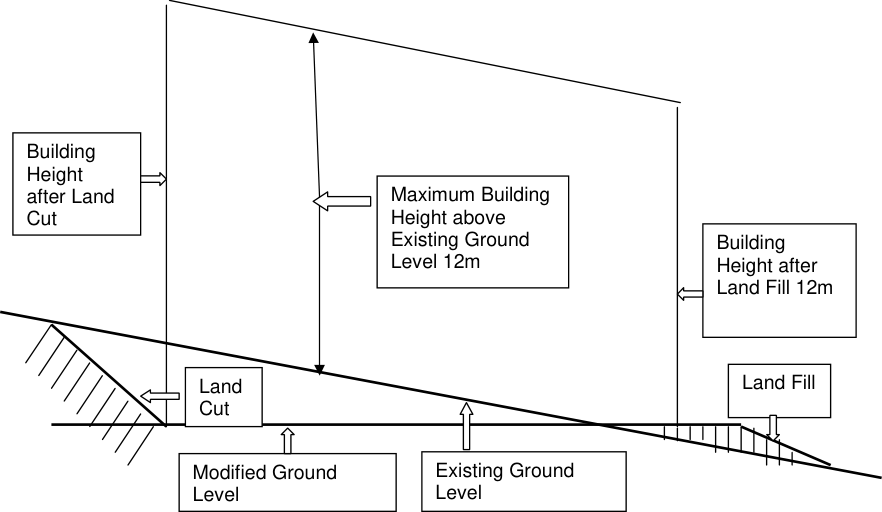 Building
Height
after Land
Cut
Maximum Building
Height above
Existing Ground
Level 12m
Building
Height after
Land Fill 12m
Land
Cut
Land Fill
Modified Ground
Level
Existing Ground
Level